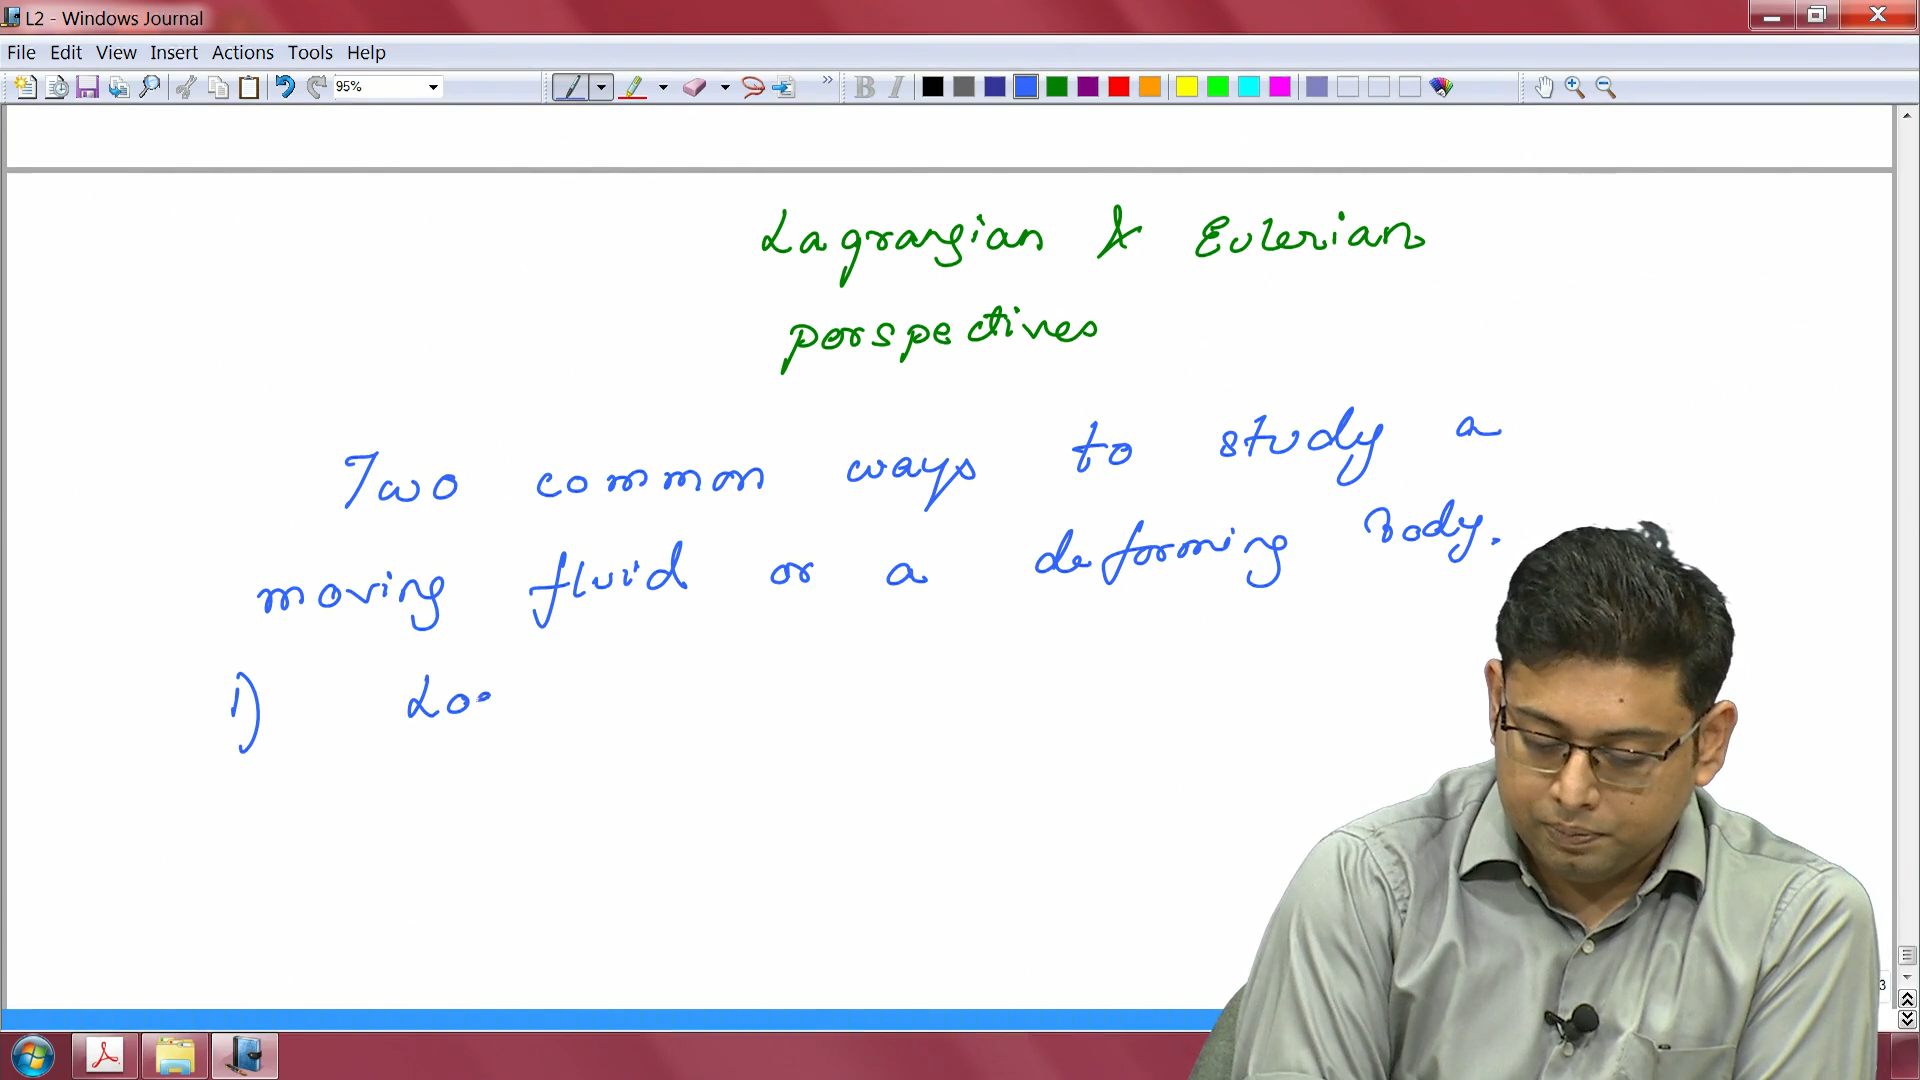 L2 - Windows Journal
File Edit View Insert Actions Tools Help
95%
Lagrangian & Eulerian
perspectives
Two common ways to study a
moving fluid or a deforming body.
1) Lo
3